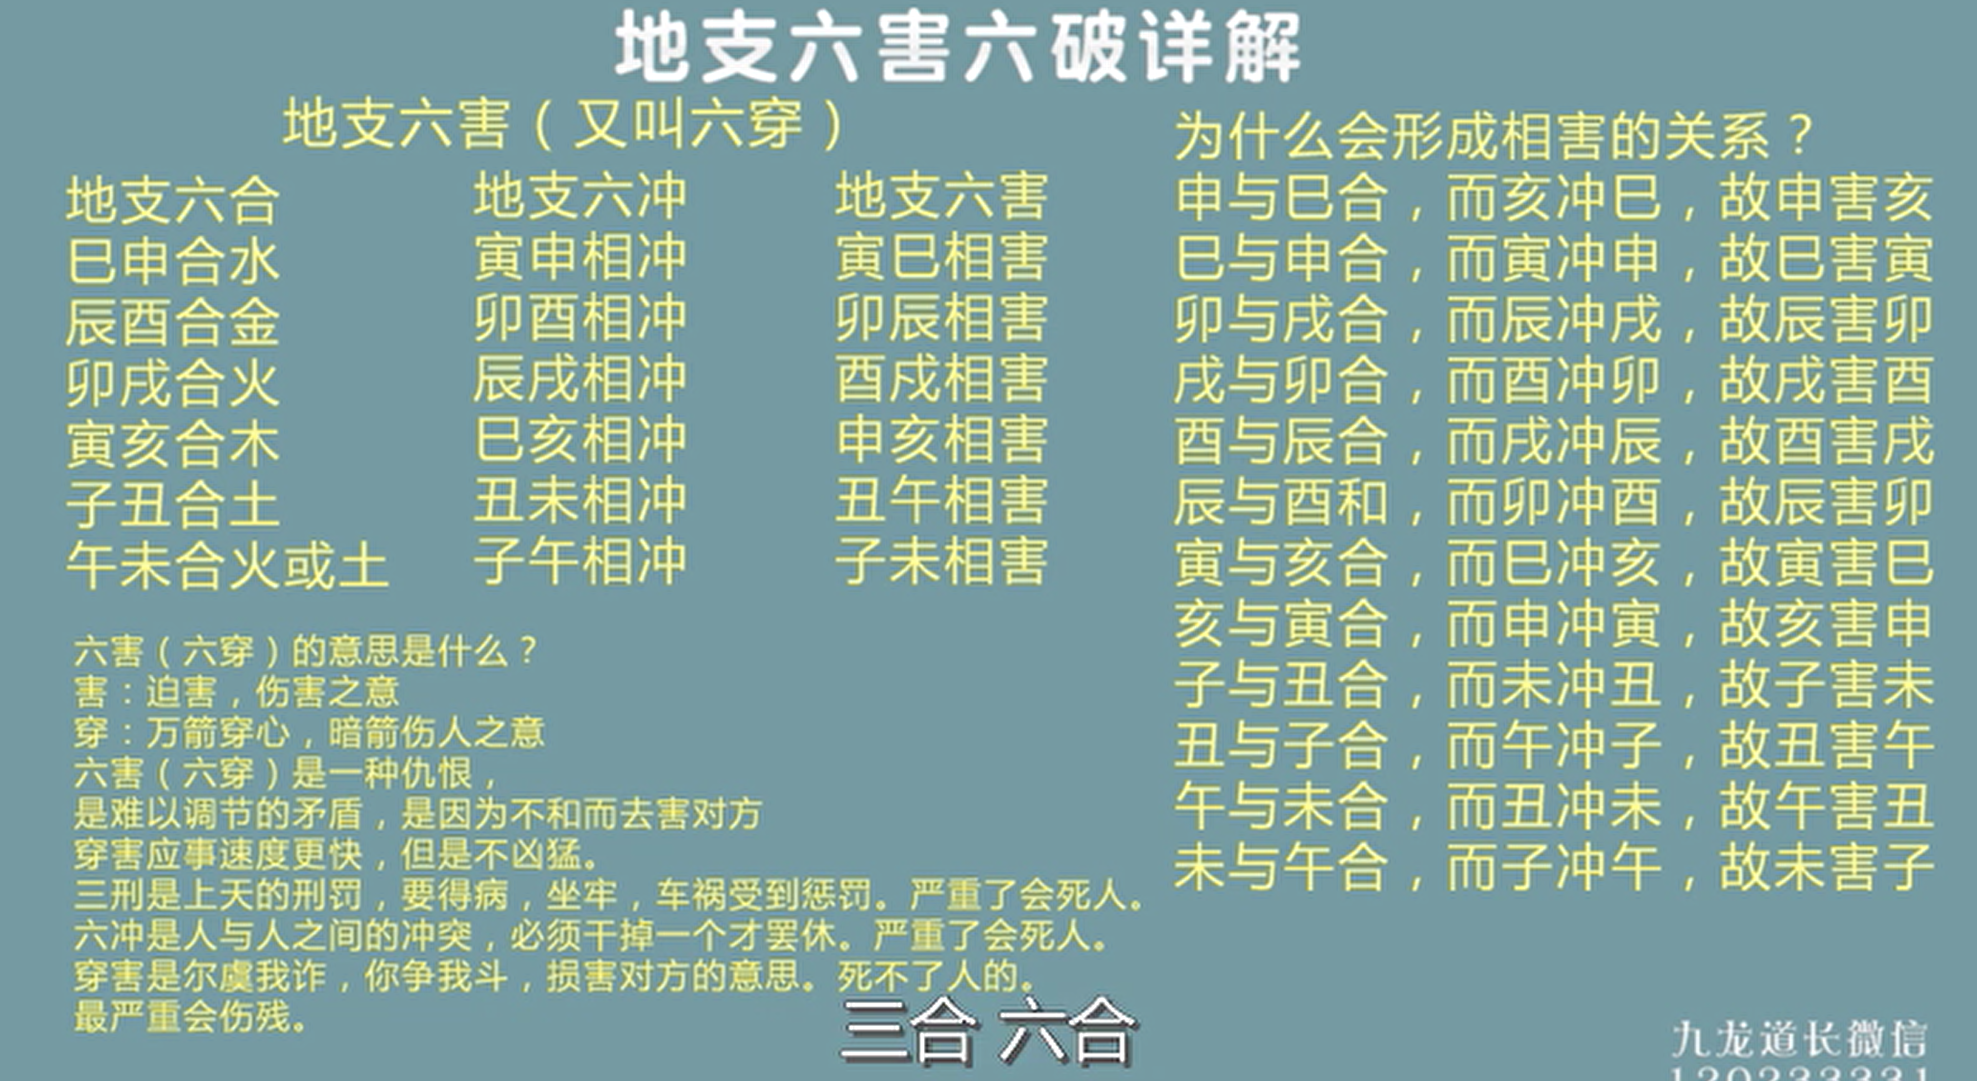 地支六害六破详解
地支六害（又叫六穿）
地支六合 地支六冲 地支六害
巳申合水 寅申相冲 寅巳相害
辰酉合金 卯酉相冲 卯辰相害
卯戌合火 辰戌相冲 酉戌相害
寅亥合木 巳亥相冲 申亥相害
子丑合土 丑未相冲 丑午相害
午未合火或土 子午相冲 子未相害
六害（六穿）的意思是什么？
害：迫害，伤害之意
穿：万箭穿心，暗箭伤人之意
六害（六穿）是一种仇恨，
是难以调节的矛盾，是因为不和而去害对方
穿害应事速度更快，但是不凶猛。
三刑是上天的刑罚，要得病，坐牢，车祸受到惩罚。严重了会死人。
六冲是人与人之间的冲突，必须干掉一个才罢休。严重了会死人。
穿害是尔虞我诈，你争我斗，损害对方的意思。死不了人的。
最严重会伤残。
为什么会形成相害的关系？
申与巳合，而亥冲巳，故申害亥
巳与申合，而寅冲申，故巳害寅
卯与戌合，而辰冲戌，故辰害卯
戌与卯合，而酉冲卯，故戌害酉
酉与辰合，而戌冲辰，故酉害戌
辰与酉和，而卯冲酉，故辰害卯
寅与亥合，而巳冲亥，故寅害巳
亥与寅合，而申冲寅，故亥害申
子与丑合，而未冲丑，故子害未
丑与子合，而午冲子，故丑害午
午与未合，而丑冲未，故午害丑
未与午合，而子冲午，故未害子
三合 六合
九龙道长微信